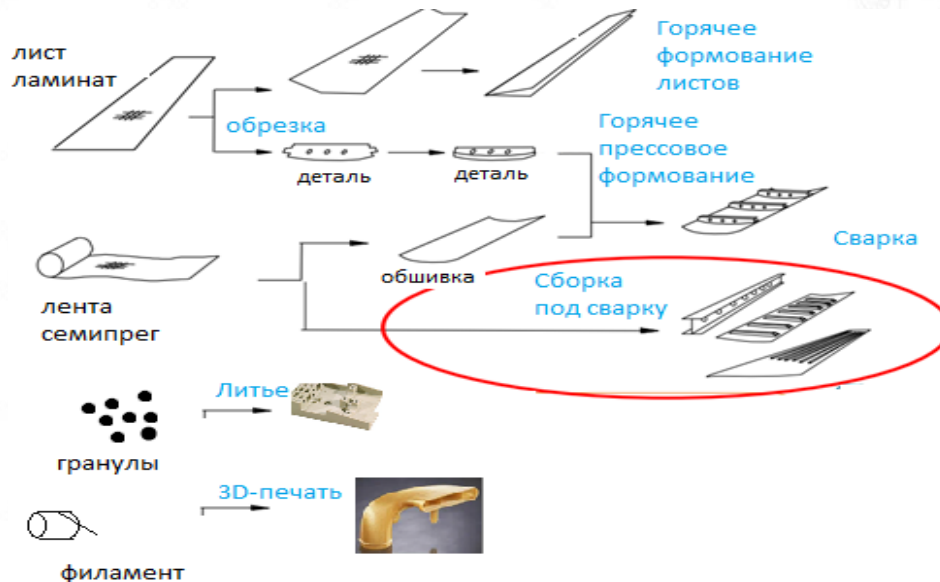 лист
ламинат
Горячее
формование
листов
обрезка
деталь
деталь
Горячее
прессовое
формование
Сварка
обшивка
Сборка
под сварку
лента
семипрег
Литье
гранулы
3D-печать
филамент